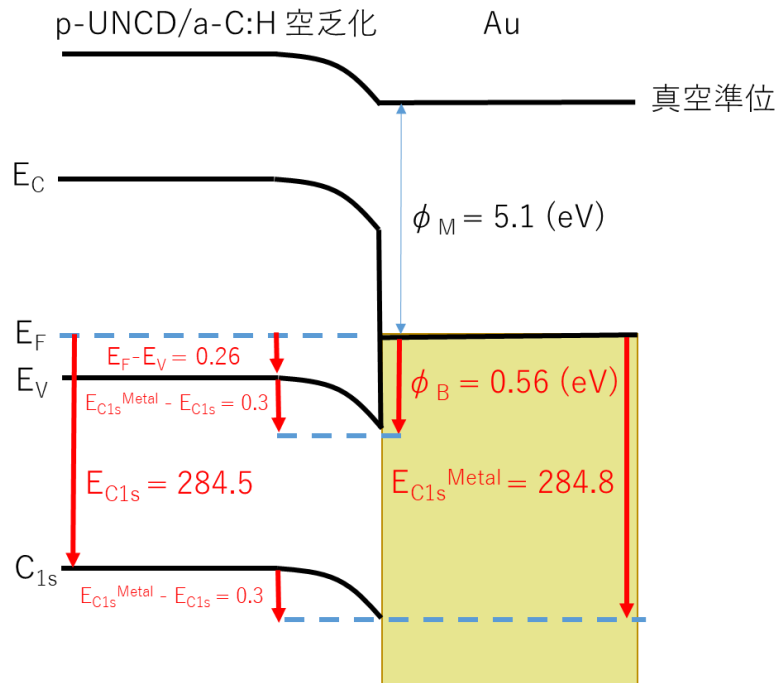 p-UNCD/a-C:H 空乏化
Au
真空準位
E_C
ϕ_M = 5.1 (eV)
E_F
E_F-E_V = 0.26
E_V
E_C1s^Metal - E_C1s = 0.3
ϕ_B = 0.56 (eV)
E_C1s = 284.5
E_C1s^Metal = 284.8
C_1s
E_C1s^Metal - E_C1s = 0.3